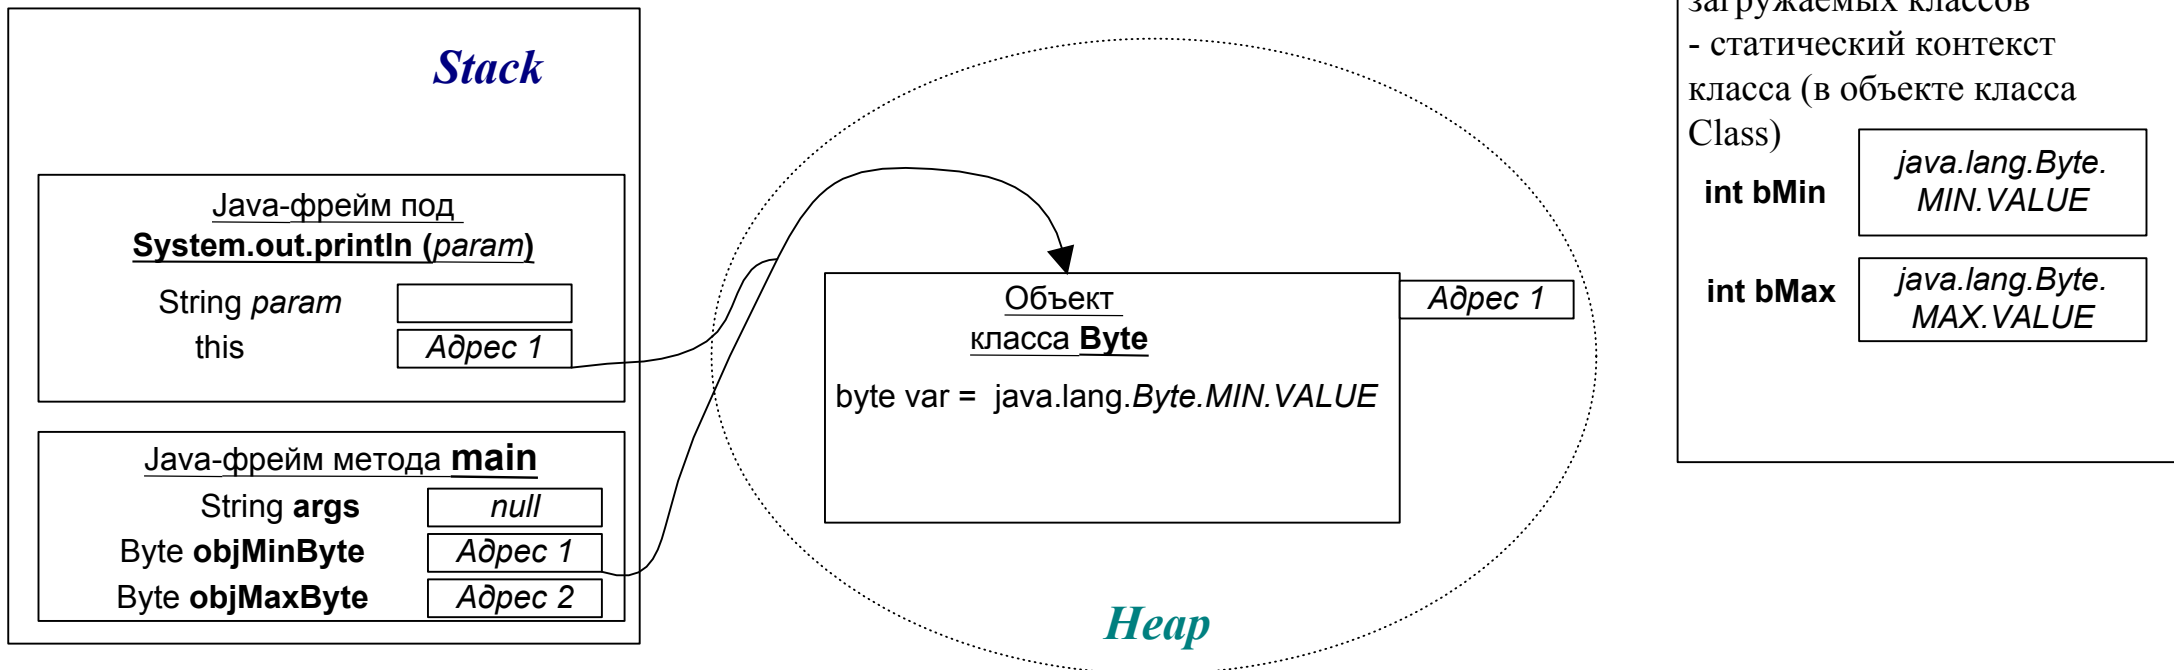 Stack
Java-фрейм под
System.out.println (param)
String param
this Адрес 1
Java-фрейм метода main
String args null
Byte objMinByte Адрес 1
Byte objMaxByte Адрес 2
Объект
класса Byte
Адрес 1
byte var = java.lang.Byte.MIN.VALUE
Heap
загружаемых классов
- статический контекст
класса (в объекте класса
Class)
int bMin
java.lang.Byte.
MIN.VALUE
int bMax
java.lang.Byte.
MAX.VALUE